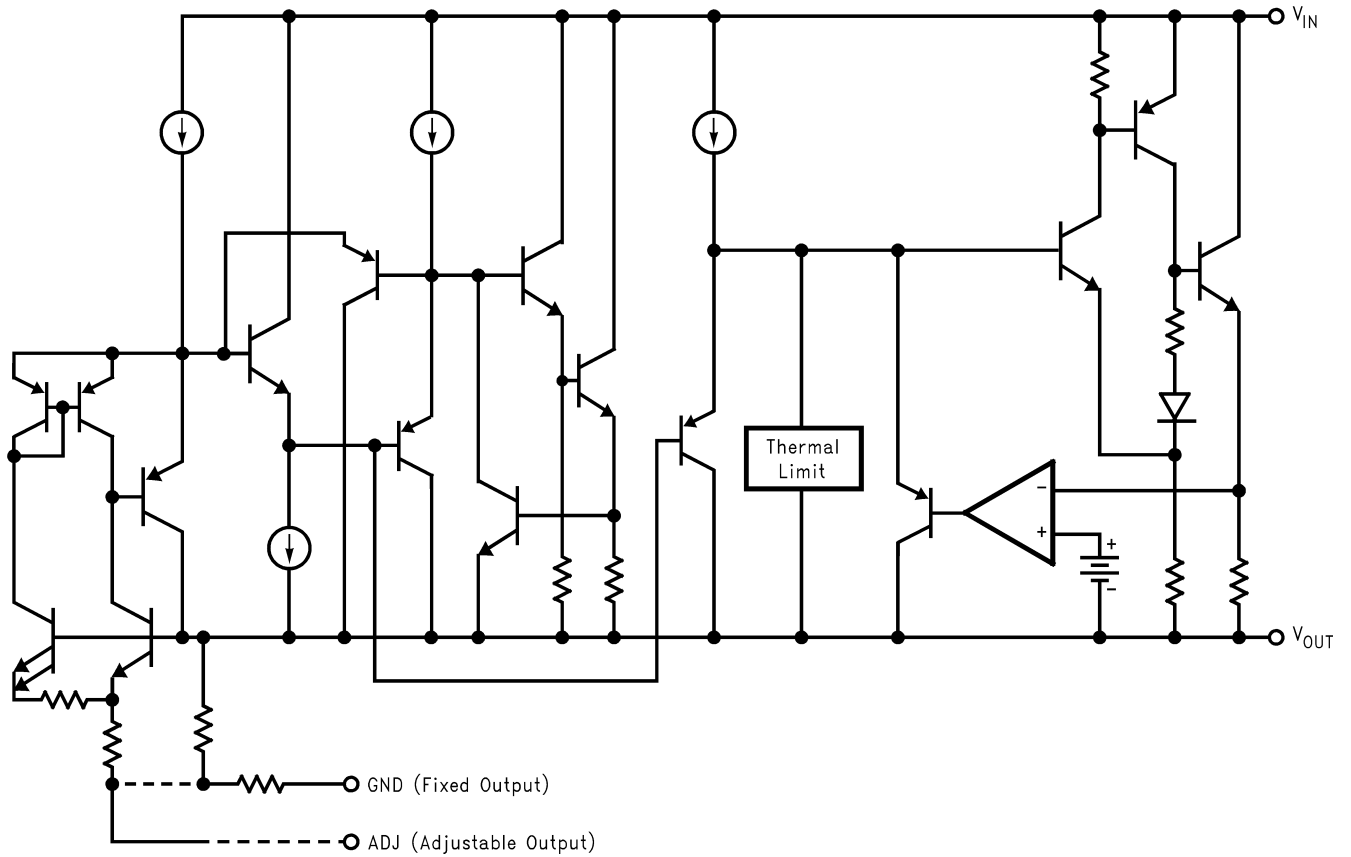 VIN
Thermal
Limit
−
+
+
−
VOUT
GND (Fixed Output)
ADJ (Adjustable Output)